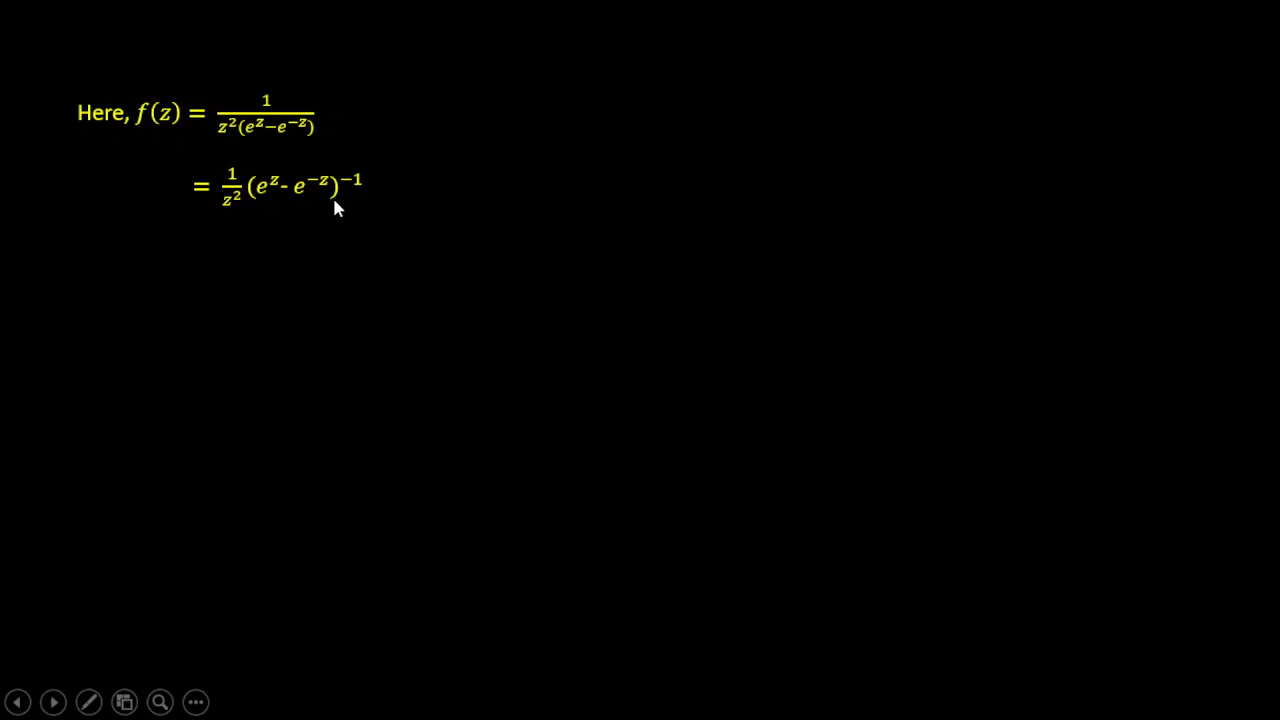 Here, f(z) = 1/(z²(e^z−e^−z))
= 1/z² (e^z- e^−z)^−1